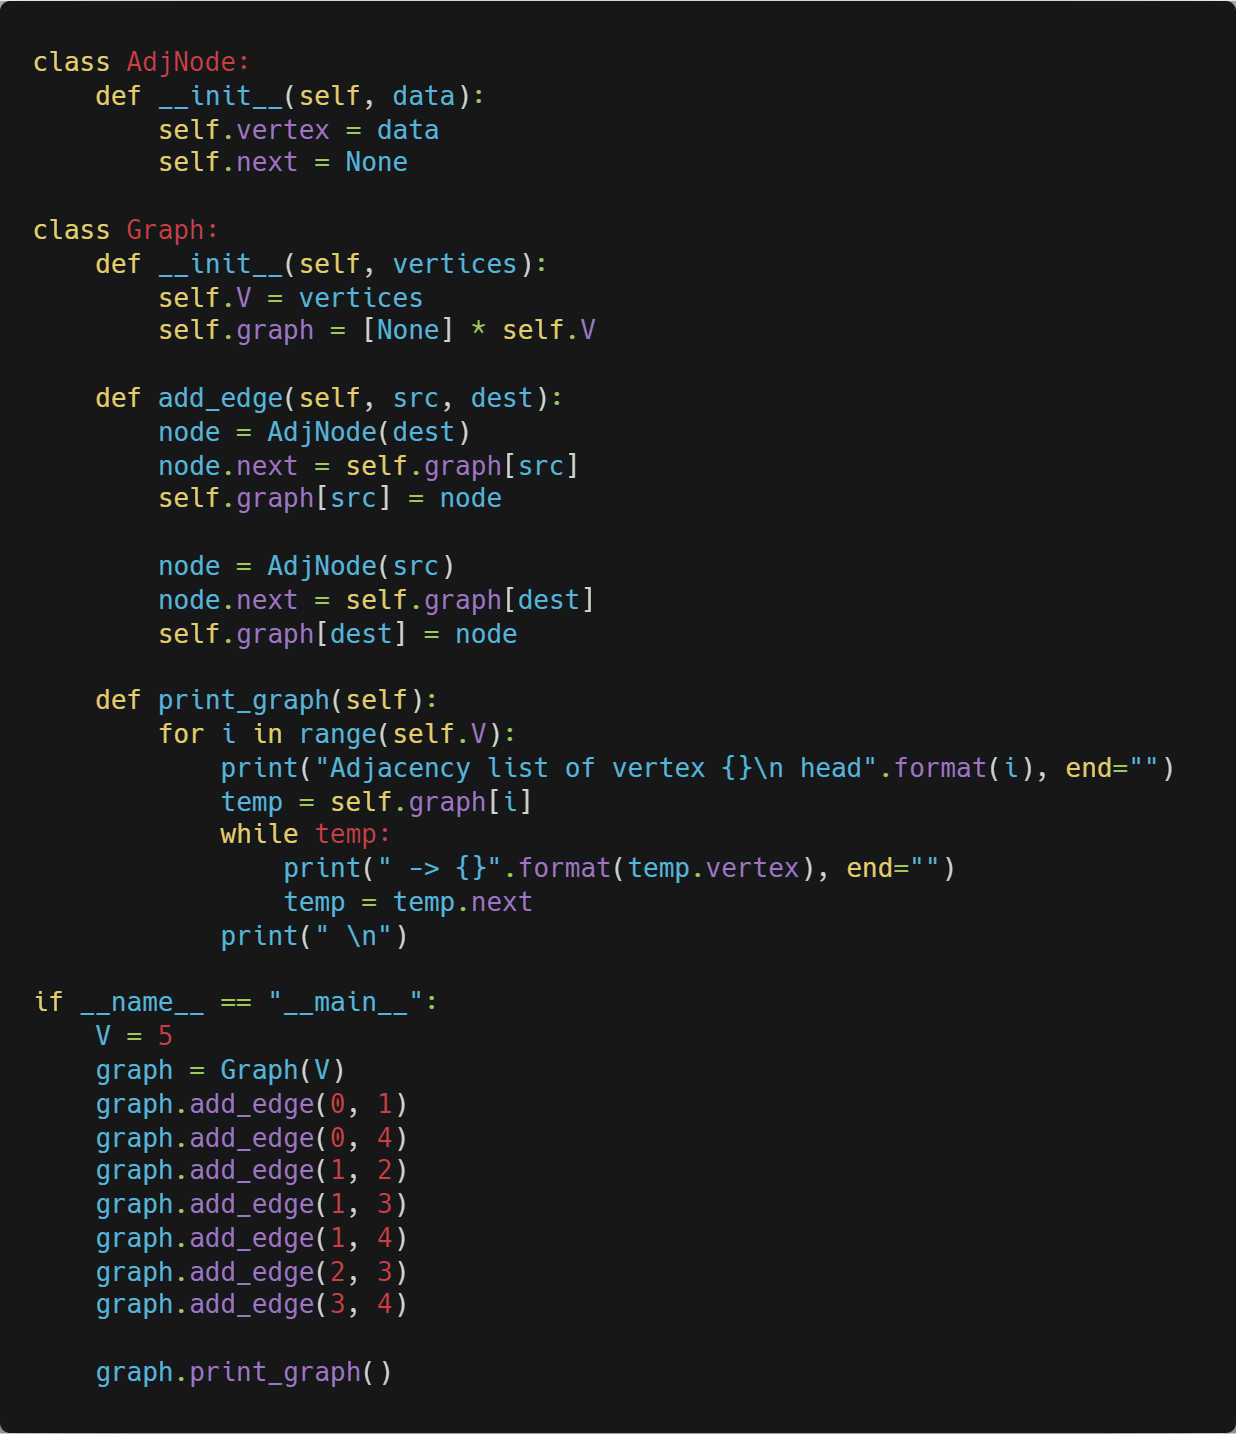 class AdjNode:
    def __init__(self, data):
        self.vertex = data
        self.next = None

class Graph:
    def __init__(self, vertices):
        self.V = vertices
        self.graph = [None] * self.V

    def add_edge(self, src, dest):
        node = AdjNode(dest)
        node.next = self.graph[src]
        self.graph[src] = node

        node = AdjNode(src)
        node.next = self.graph[dest]
        self.graph[dest] = node

    def print_graph(self):
        for i in range(self.V):
            print("Adjacency list of vertex {}\n head".format(i), end="")
            temp = self.graph[i]
            while temp:
                print(" -> {}".format(temp.vertex), end="")
                temp = temp.next
            print(" \n")

if __name__ == "__main__":
    V = 5
    graph = Graph(V)
    graph.add_edge(0, 1)
    graph.add_edge(0, 4)
    graph.add_edge(1, 2)
    graph.add_edge(1, 3)
    graph.add_edge(1, 4)
    graph.add_edge(2, 3)
    graph.add_edge(3, 4)

    graph.print_graph()